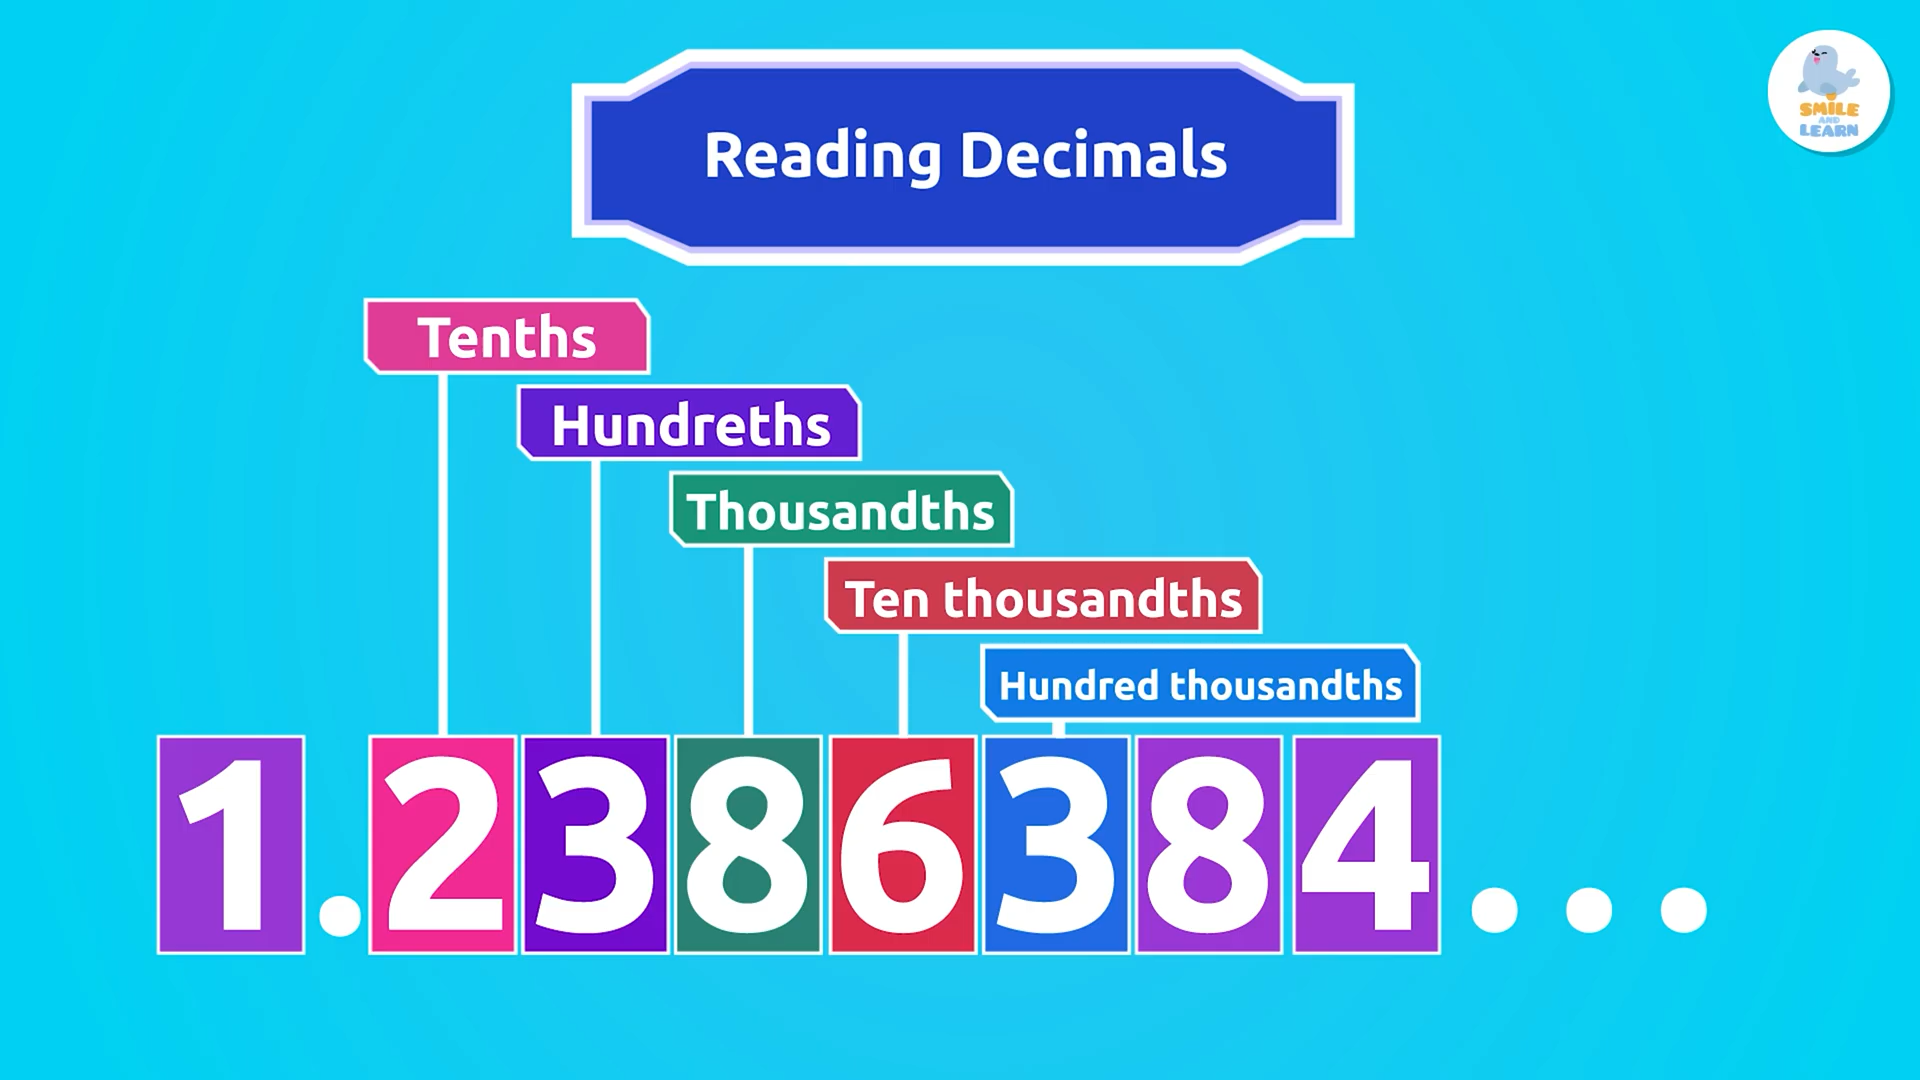 Reading Decimals
SMILE
AND
LEARN
Tenths
Hundreths
Thousandths
Ten thousandths
Hundred thousandths
1.2386384...